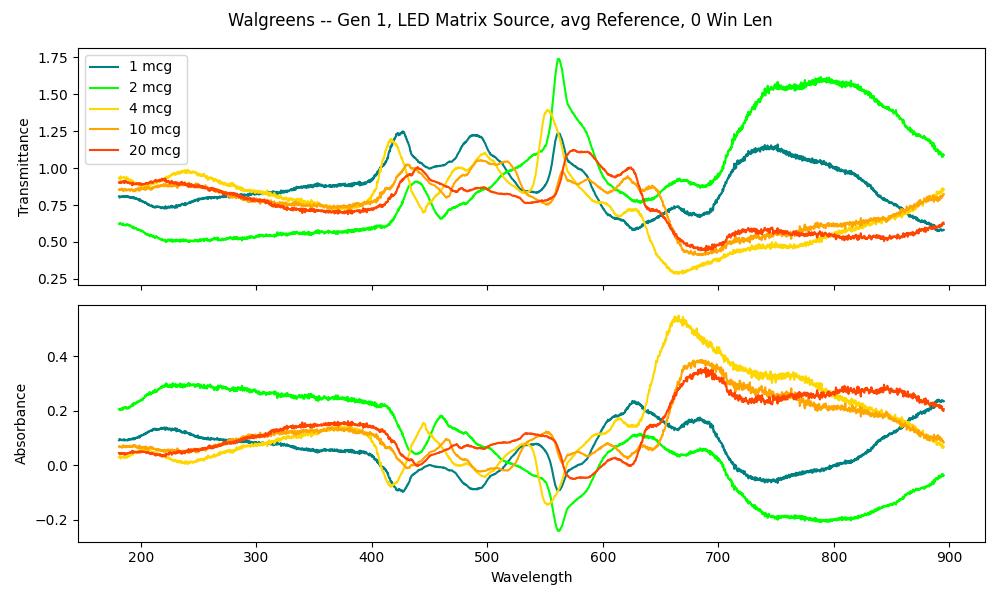 Walgreens -- Gen 1, LED Matrix Source, avg Reference, 0 Win Len
Transmittance
1.75
1.50
1.25
1.00
0.75
0.50
0.25
1 mcg
2 mcg
4 mcg
10 mcg
20 mcg
Absorbance
0.4
0.2
0.0
−0.2
200 300 400 500 600 700 800 900
Wavelength